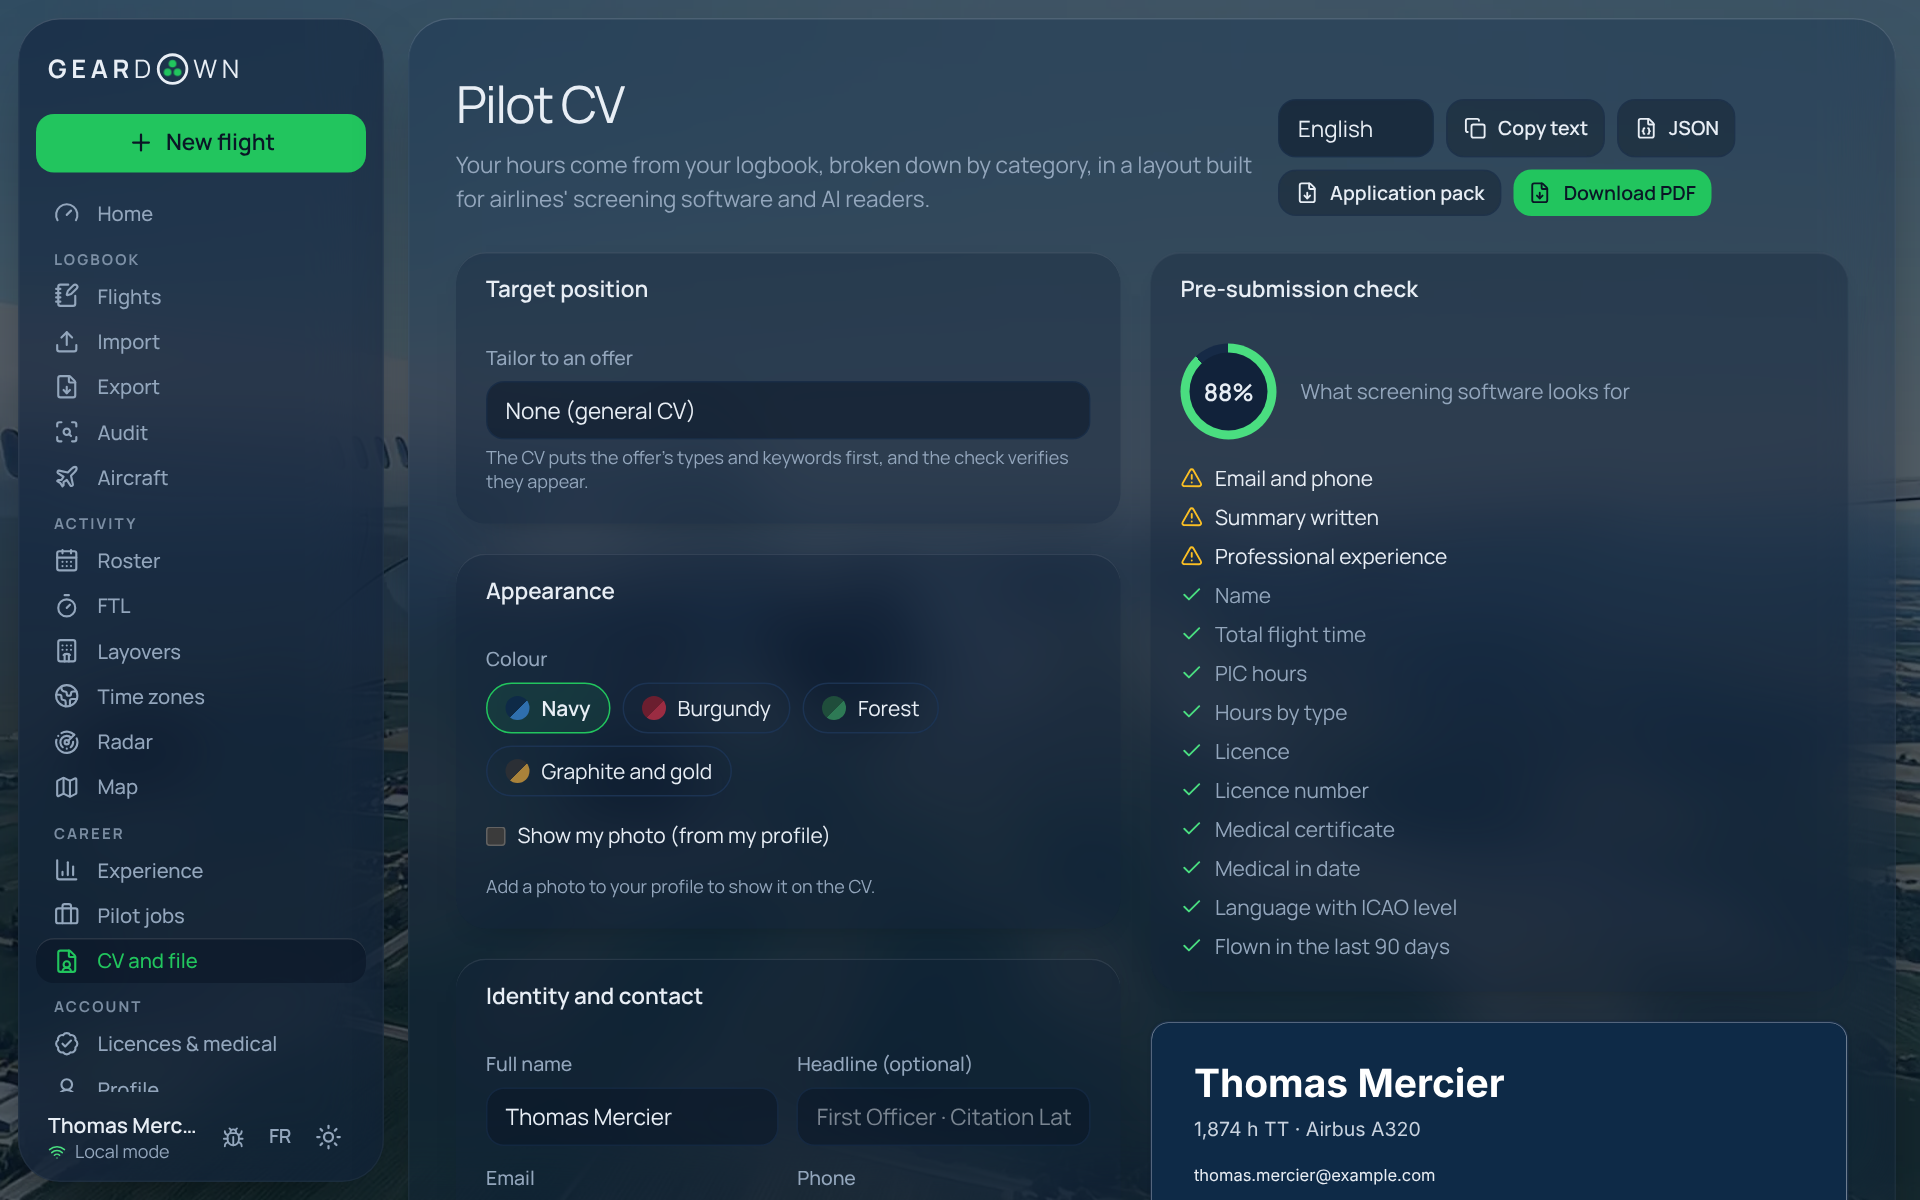 GEARDOWN
New flight
Home
LOGBOOK
Flights
Import
Export
Audit
Aircraft
ACTIVITY
Roster
FTL
Layovers
Time zones
Radar
Map
CAREER
Experience
Pilot jobs
CV and file
ACCOUNT
Licences & medical
Profile
Thomas Merc...
Local mode
FR
Pilot CV
Your hours come from your logbook, broken down by category, in a layout built
for airlines' screening software and AI readers.
English
Copy text
JSON
Application pack
Download PDF
Target position
Tailor to an offer
None (general CV)
The CV puts the offer's types and keywords first, and the check verifies
they appear.
Appearance
Colour
Navy
Burgundy
Forest
Graphite and gold
Show my photo (from my profile)
Add a photo to your profile to show it on the CV.
Identity and contact
Full name
Headline (optional)
Thomas Mercier
First Officer · Citation Lat
Email
Phone
Pre-submission check
88%
What screening software looks for
Email and phone
Summary written
Professional experience
Name
Total flight time
PIC hours
Hours by type
Licence
Licence number
Medical certificate
Medical in date
Language with ICAO level
Flown in the last 90 days
Thomas Mercier
1,874 h TT · Airbus A320
thomas.mercier@example.com